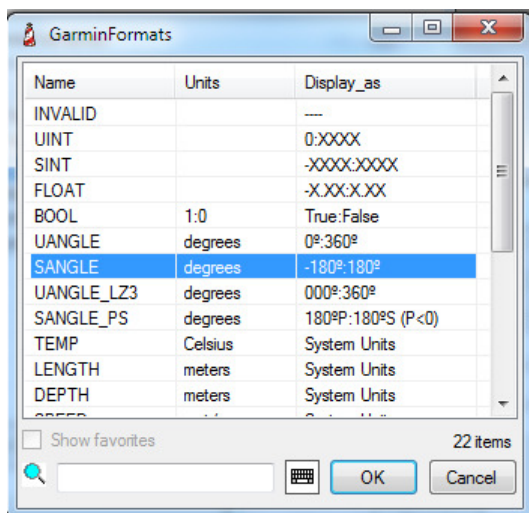 GarminFormats
Name Units Display_as
INVALID ----
UINT 0:XXXX
SINT -XXXX:XXXX
FLOAT -X.XX:X.XX
BOOL 1:0 True:False
UANGLE degrees 0º:360º
SANGLE degrees -180º:180º
UANGLE_LZ3 degrees 000º:360º
SANGLE_PS degrees 180ºP:180ºS (P<0)
TEMP Celsius System Units
LENGTH meters System Units
DEPTH meters System Units
Show favorites 22 items
OK Cancel